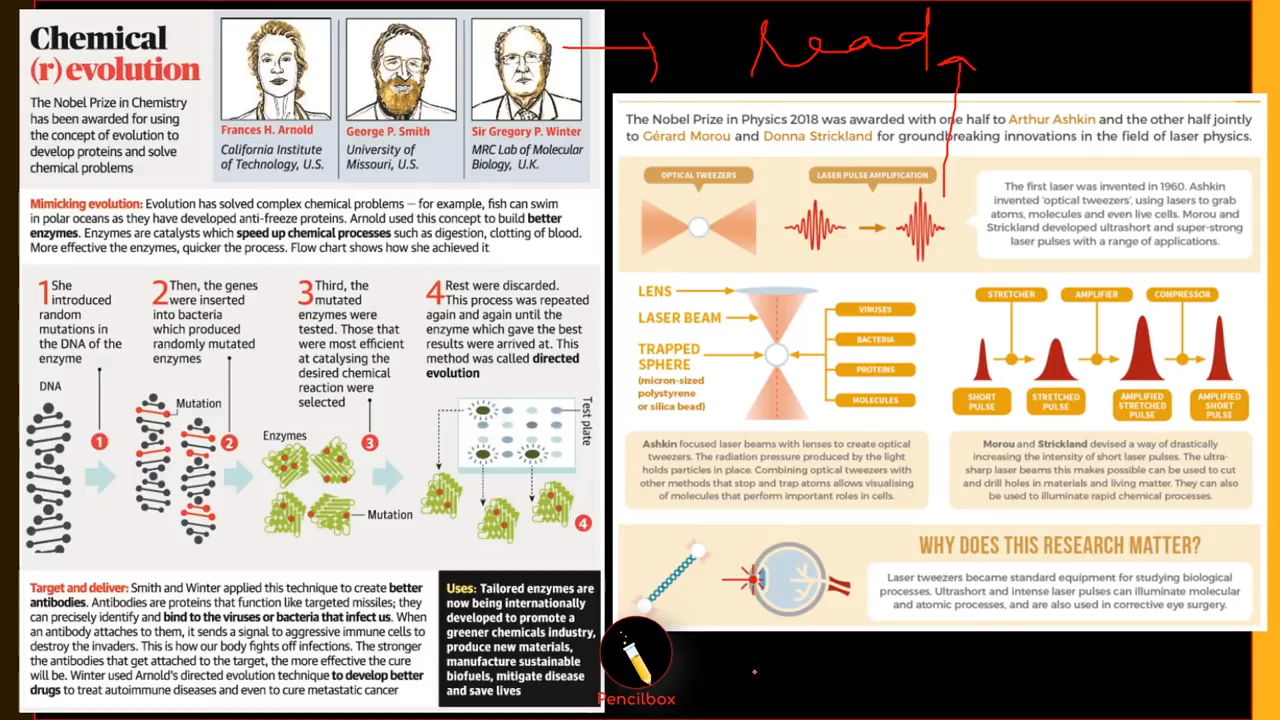 Chemical
(r)evolution
The Nobel Prize in Chemistry
has been awarded for using
the concept of evolution to
develop proteins and solve
chemical problems
Frances H. Arnold
California Institute
of Technology, U.S.
George P. Smith
University of
Missouri, U.S.
Sir Gregory P. Winter
MRC Lab of Molecular
Biology, U.K.
Mimicking evolution: Evolution has solved complex chemical problems — for example, fish can swim
in polar oceans as they have developed anti-freeze proteins. Arnold used this concept to build better
enzymes. Enzymes are catalysts which speed up chemical processes such as digestion, clotting of blood.
More effective the enzymes, quicker the process. Flow chart shows how she achieved it
1 She
introduced
random
mutations in
the DNA of the
enzyme
2 Then, the genes
were inserted
into bacteria
which produced
randomly mutated
enzymes
3 Third, the
mutated
enzymes were
tested. Those that
were most efficient
at catalysing the
desired chemical
reaction were
selected
4 Rest were discarded.
This process was repeated
again and again until the
enzyme which gave the best
results were arrived at. This
method was called directed
evolution
DNA
Mutation
1
2
Enzymes
3
Mutation
Test plate
4
Target and deliver: Smith and Winter applied this technique to create better
antibodies. Antibodies are proteins that function like targeted missiles; they
can precisely identify and bind to the viruses or bacteria that infect us. When
an antibody attaches to them, it sends a signal to aggressive immune cells to
destroy the invaders. This is how our body fights off infections. The stronger
the antibodies that get attached to the target, the more effective the cure
will be. Winter used Arnold's directed evolution technique to develop better
drugs to treat autoimmune diseases and even to cure metastatic cancer
Uses: Tailored enzymes are
now being internationally
developed to promote a
greener chemicals industry,
produce new materials,
manufacture sustainable
biofuels, mitigate disease
and save lives
Read
The Nobel Prize in Physics 2018 was awarded with one half to Arthur Ashkin and the other half jointly
to Gérard Morou and Donna Strickland for groundbreaking innovations in the field of laser physics.
OPTICAL TWEEZERS
LASER PULSE AMPLIFICATION
The first laser was invented in 1960. Ashkin
invented 'optical tweezers', using lasers to grab
atoms, molecules and even live cells. Morou and
Strickland developed ultrashort and super-strong
laser pulses with a range of applications.
LENS
LASER BEAM
TRAPPED
SPHERE
(micron-sized
polystyrene
or silica bead)
VIRUSES
BACTERIA
PROTEINS
MOLECULES
STRETCHER
AMPLIFIER
COMPRESSOR
SHORT
PULSE
STRETCHED
PULSE
AMPLIFIED
STRETCHED
PULSE
AMPLIFIED
SHORT
PULSE
Ashkin focused laser beams with lenses to create optical
tweezers. The radiation pressure produced by the light
holds particles in place. Combining optical tweezers with
other methods that stop and trap atoms allows visualising
of molecules that perform important roles in cells.
Morou and Strickland devised a way of drastically
increasing the intensity of short laser pulses. The ultra-
sharp laser beams this makes possible can be used to cut
and drill holes in materials and living matter. They can also
be used to illuminate rapid chemical processes.
WHY DOES THIS RESEARCH MATTER?
Laser tweezers became standard equipment for studying biological
processes. Ultrashort and intense laser pulses can illuminate molecular
and atomic processes, and are also used in corrective eye surgery.
Pencilbox